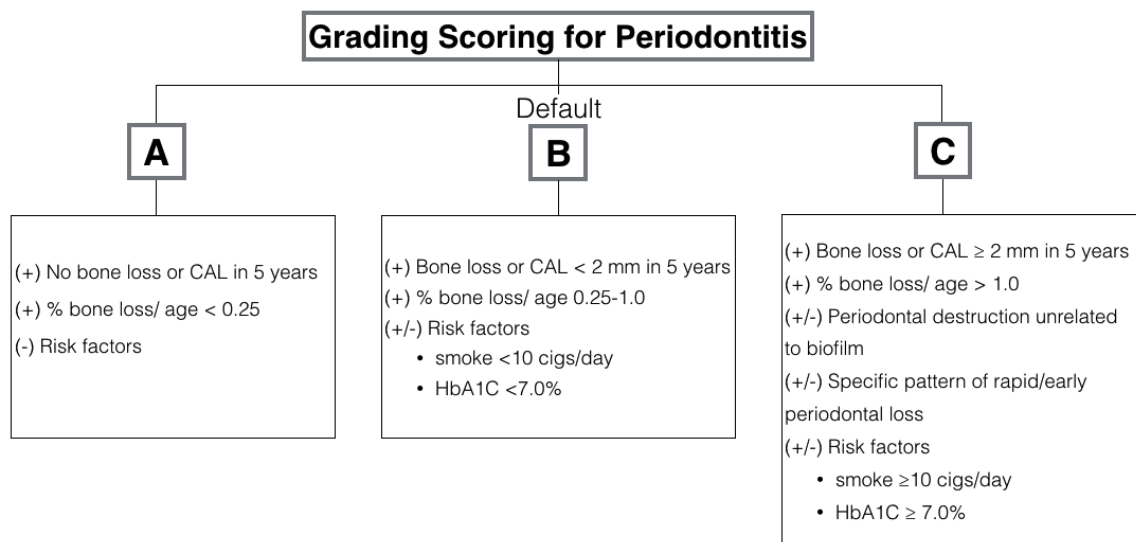 Grading Scoring for Periodontitis
Default
A
B
C
(+) No bone loss or CAL in 5 years
(+) % bone loss/ age < 0.25
(-) Risk factors
(+) Bone loss or CAL < 2 mm in 5 years
(+) % bone loss/ age 0.25-1.0
(+/-) Risk factors
• smoke <10 cigs/day
• HbA1C <7.0%
(+) Bone loss or CAL ≥ 2 mm in 5 years
(+) % bone loss/ age > 1.0
(+/-) Periodontal destruction unrelated
to biofilm
(+/-) Specific pattern of rapid/early
periodontal loss
(+/-) Risk factors
• smoke ≥10 cigs/day
• HbA1C ≥ 7.0%